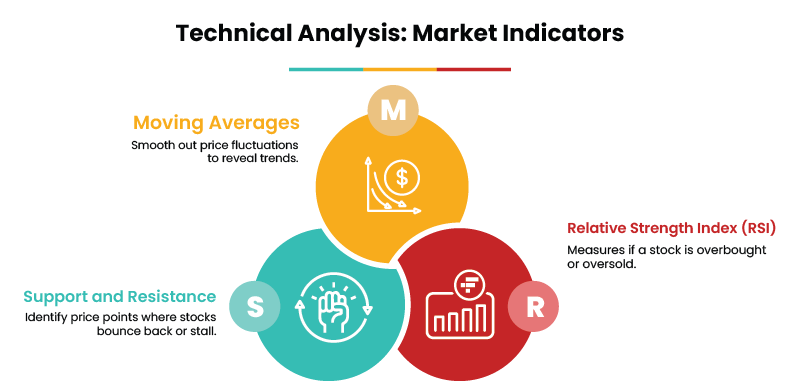 Technical Analysis: Market Indicators
M
Moving Averages
Smooth out price fluctuations
to reveal trends.
$
Relative Strength Index (RSI)
Measures if a stock is overbought
or oversold.
Support and Resistance
Identify price points where stocks
bounce back or stall.
S
R